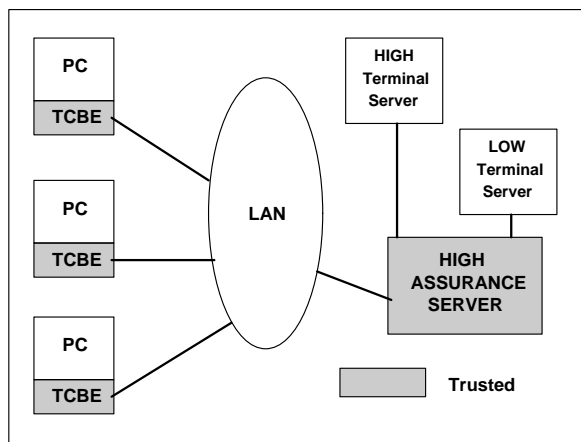 PC
TCBE
PC
TCBE
PC
TCBE
LAN
HIGH
Terminal
Server
LOW
Terminal
Server
HIGH
ASSURANCE
SERVER
Trusted